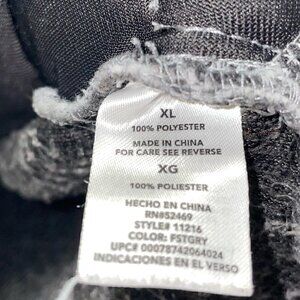 XL
100% POLYESTER
MADE IN CHINA
FOR CARE SEE REVERSE
XG
100% POLIESTER
HECHO EN CHINA
RN#52469
STYLE# 11216
COLOR: FSTGRY
UPC# 00078742064024
INDICACIONES EN EL VERSO